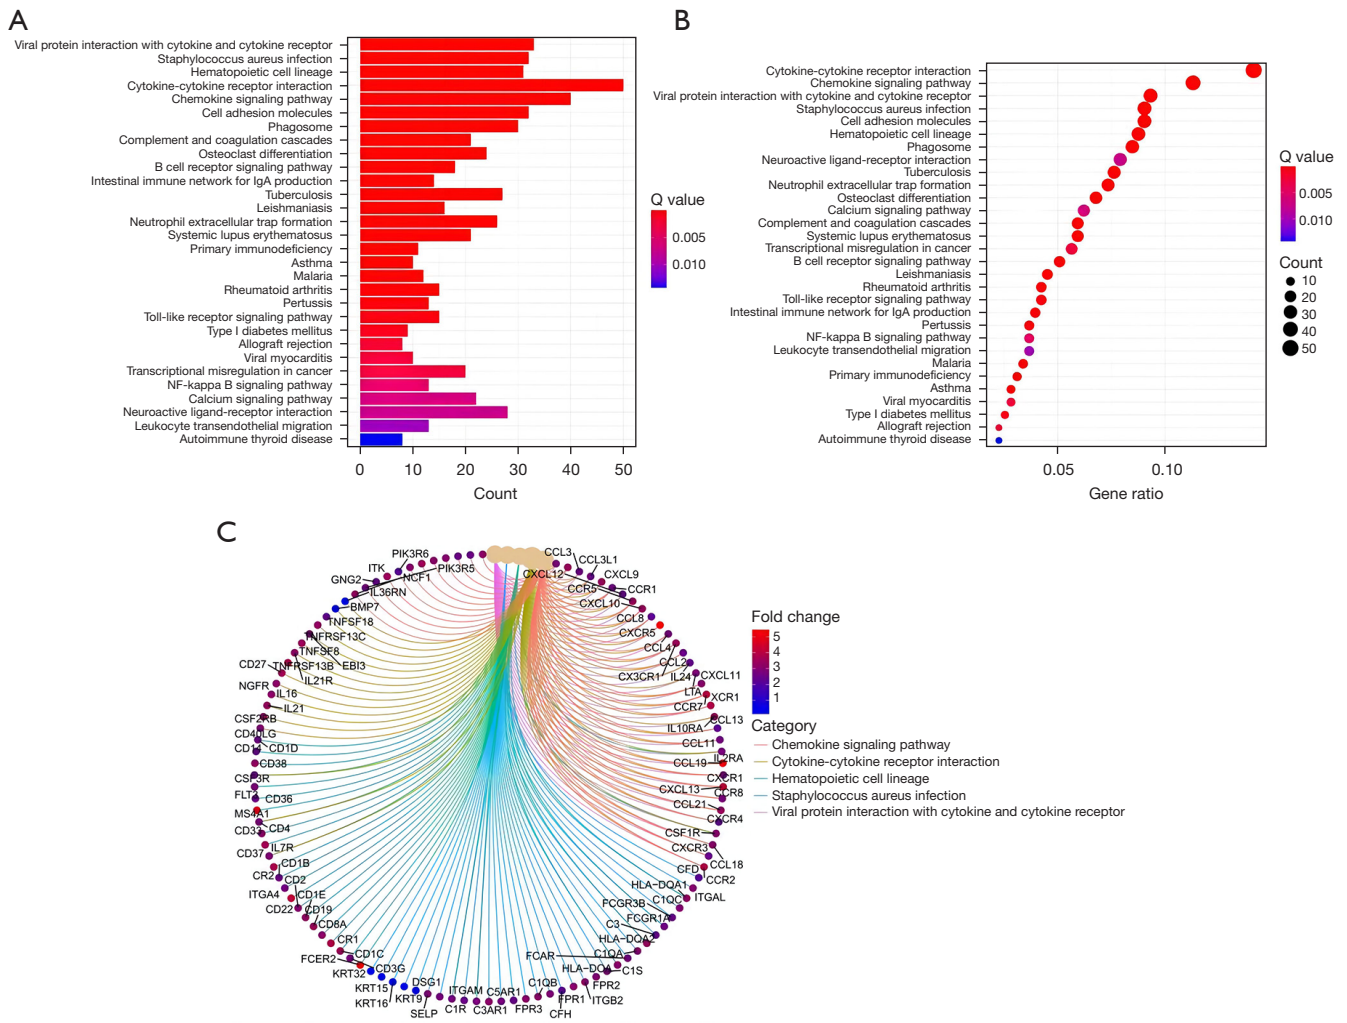 A
Viral protein interaction with cytokine and cytokine receptor
Staphylococcus aureus infection
Hematopoietic cell lineage
Cytokine-cytokine receptor interaction
Chemokine signaling pathway
Cell adhesion molecules
Phagosome
Complement and coagulation cascades
Osteoclast differentiation
B cell receptor signaling pathway
Intestinal immune network for IgA production
Tuberculosis
Leishmaniasis
Neutrophil extracellular trap formation
Systemic lupus erythematosus
Primary immunodeficiency
Asthma
Malaria
Rheumatoid arthritis
Pertussis
Toll-like receptor signaling pathway
Type I diabetes mellitus
Allograft rejection
Viral myocarditis
Transcriptional misregulation in cancer
NF-kappa B signaling pathway
Calcium signaling pathway
Neuroactive ligand-receptor interaction
Leukocyte transendothelial migration
Autoimmune thyroid disease
0 10 20 30 40 50
Count
Q value
0.005
0.010
B
Cytokine-cytokine receptor interaction
Chemokine signaling pathway
Viral protein interaction with cytokine and cytokine receptor
Staphylococcus aureus infection
Cell adhesion molecules
Hematopoietic cell lineage
Phagosome
Neuroactive ligand-receptor interaction
Tuberculosis
Neutrophil extracellular trap formation
Osteoclast differentiation
Calcium signaling pathway
Complement and coagulation cascades
Systemic lupus erythematosus
Transcriptional misregulation in cancer
B cell receptor signaling pathway
Leishmaniasis
Rheumatoid arthritis
Toll-like receptor signaling pathway
Intestinal immune network for IgA production
Pertussis
NF-kappa B signaling pathway
Leukocyte transendothelial migration
Malaria
Primary immunodeficiency
Asthma
Viral myocarditis
Type I diabetes mellitus
Allograft rejection
Autoimmune thyroid disease
0.05 0.10
Gene ratio
Q value
0.005
0.010
Count
10
20
30
40
50
C
PIK3R6
ITK
PIK3R5
NCF1
GNG2
IL36RN
BMP7
TNFSF18
TNFRSF13C
TNFSF8
EBI3
CD27
TNFRSF13B
IL21R
NGFR
IL16
IL21
CSF2RB
CD40LG
CD14
CD1D
CD38
CSF3R
FLT3
CD36
MS4A1
CD33
CD4
IL7R
CD37
CD1B
CR2
CD2
ITGA4
CD1E
CD22
CD19
CD8A
CR1
CD1C
FCER2
CD3G
KRT32
KRT15
KRT16
KRT9
DSG1
SELP
ITGAM
C1R
C3AR1
C5AR1
FPR3
C1QB
CFH
FPR1
ITGB2
FPR2
HLA-DOA
C1S
FCAR
C1QA
HLA-DQA2
C3
FCGR1A
FCGR3B
C1QC
HLA-DQA1
ITGAL
CCR2
CFD
CCL18
CXCR3
CSF1R
CXCR4
CCL21
CCR8
CXCL13
CXCR1
CCL19
IL2RA
CCL11
IL10RA
CCL13
CCR7
XCR1
LTA
CXCL11
IL24
CX3CR1
CCL2
CCL4
CXCR5
CCL8
CXCL10
CCR1
CCR5
CXCL9
CXCL12
CCL3L1
CCL3
Fold change
5
4
3
2
1
Category
Chemokine signaling pathway
Cytokine-cytokine receptor interaction
Hematopoietic cell lineage
Staphylococcus aureus infection
Viral protein interaction with cytokine and cytokine receptor